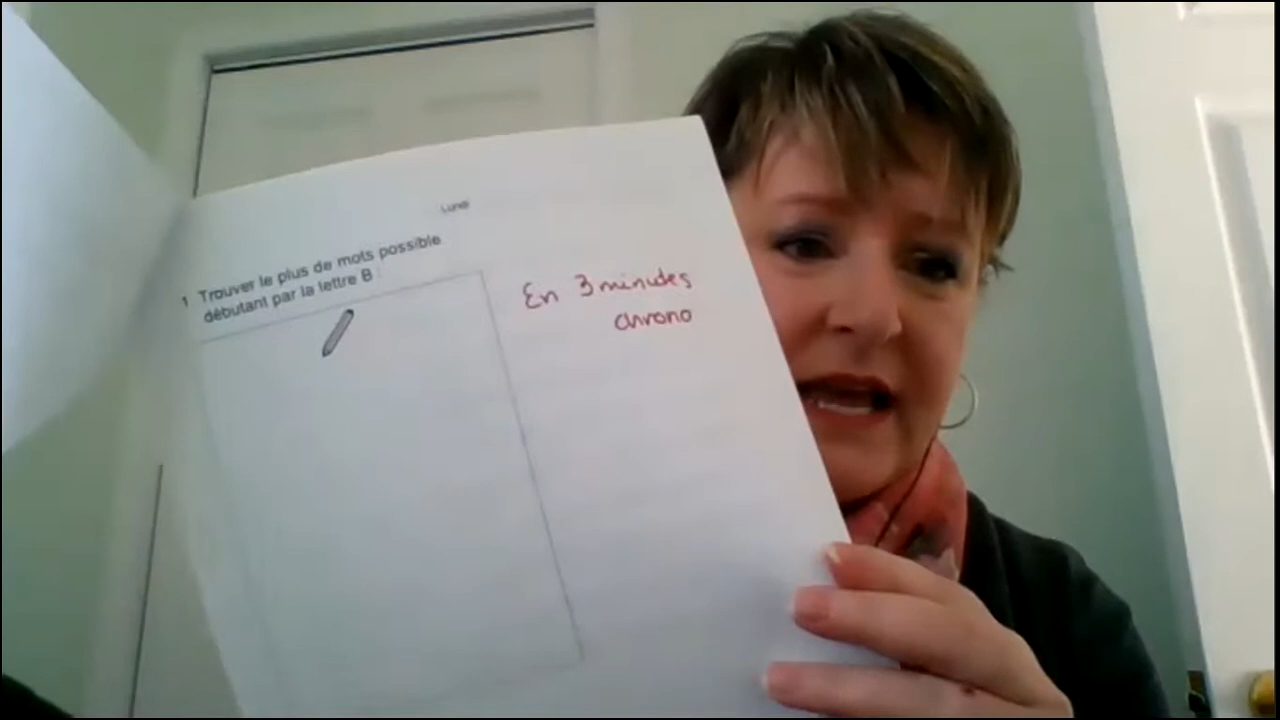 Lundi
1 Trouver le plus de mots possible
débutant par la lettre B :
En 3 minutes
chrono